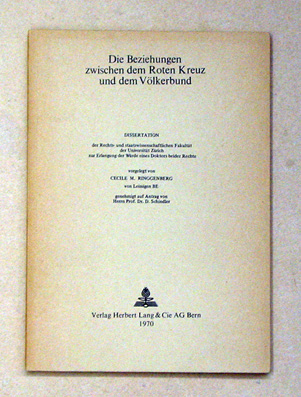 Die Beziehungen
zwischen dem Roten Kreuz
und dem Völkerbund
DISSERTATION
der Rechts- und staatswissenschaftlichen Fakultät
der Universität Zürich
zur Erlangung der Würde eines Doktors beider Rechte
vorgelegt von
CECILE M. RINGGENBERG
von Leissigen BE
genehmigt auf Antrag von
Herrn Prof. Dr. D. Schindler
Verlag Herbert Lang & Cie AG Bern
1970